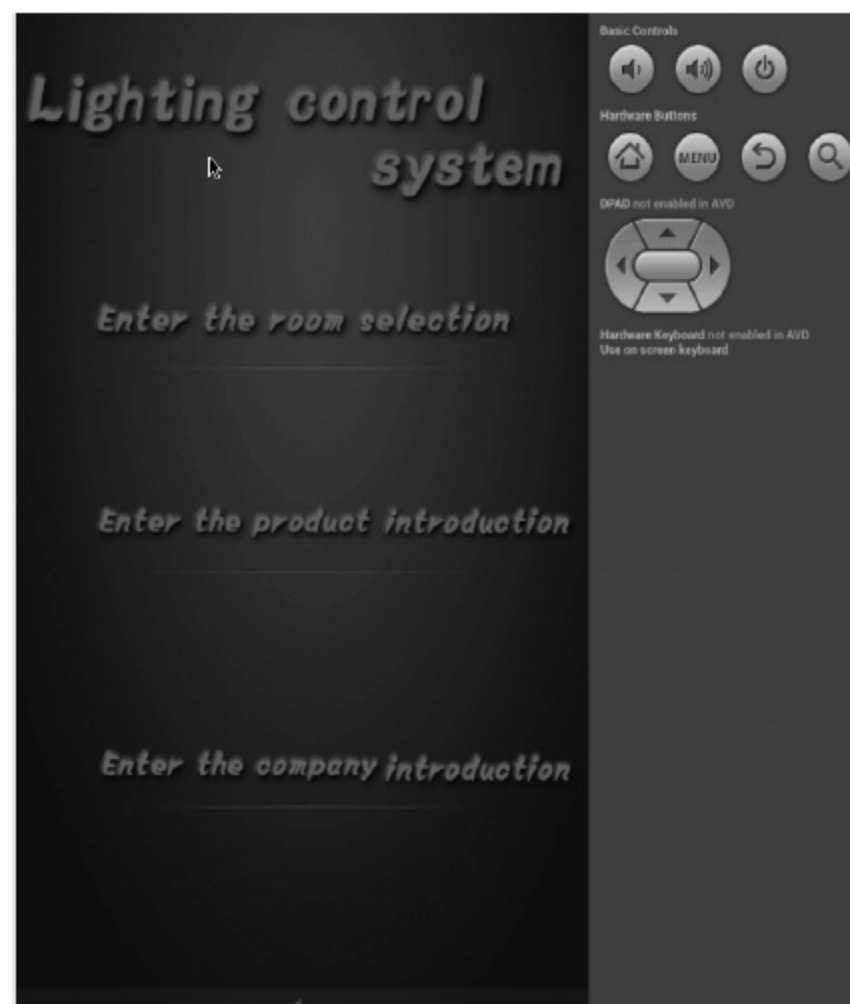 Lighting control
system
Enter the room selection
Enter the product introduction
Enter the company introduction
Basic Controls
Hardware Buttons
MENU
DPAD not enabled in AVD
Hardware Keyboard not enabled in AVD
Use on screen keyboard